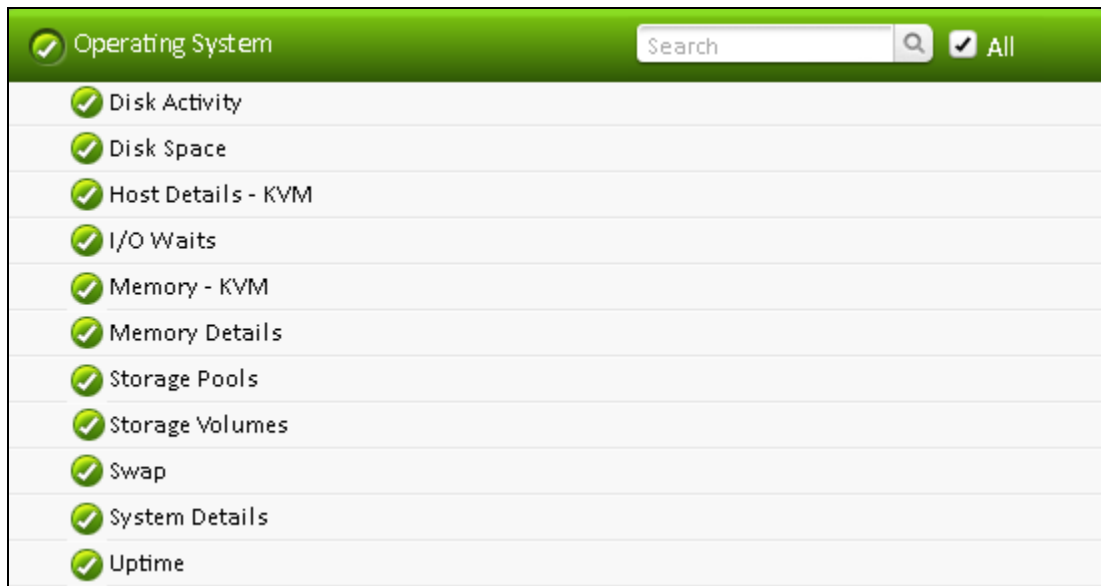 Operating System
Search
All
Disk Activity
Disk Space
Host Details - KVM
I/O Waits
Memory - KVM
Memory Details
Storage Pools
Storage Volumes
Swap
System Details
Uptime